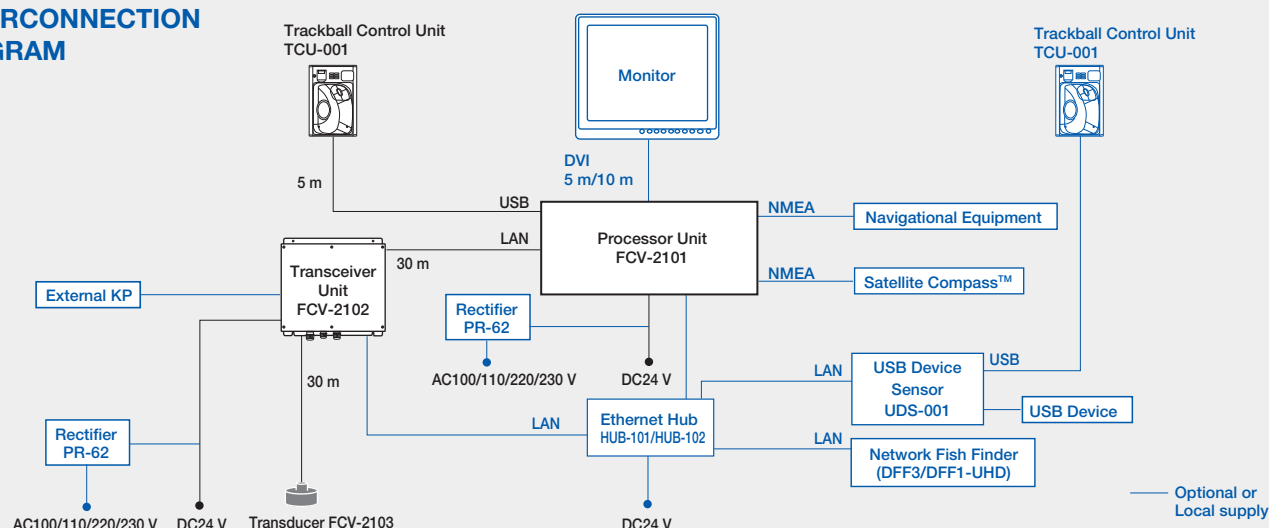 RCONNECTION
GRAM
Trackball Control Unit
TCU-001
Monitor
Trackball Control Unit
TCU-001
DVI
5 m/10 m
5 m
USB
NMEA
Navigational Equipment
LAN
Processor Unit
FCV-2101
30 m
Transceiver
Unit
FCV-2102
NMEA
Satellite Compass™
External KP
Rectifier
PR-62
AC100/110/220/230 V
DC24 V
30 m
LAN
USB Device
Sensor
UDS-001
USB
USB Device
LAN
Ethernet Hub
HUB-101/HUB-102
LAN
Network Fish Finder
(DFF3/DFF1-UHD)
Rectifier
PR-62
AC100/110/220/230 V
DC24 V
Transducer FCV-2103
DC24 V
Optional or
Local supply